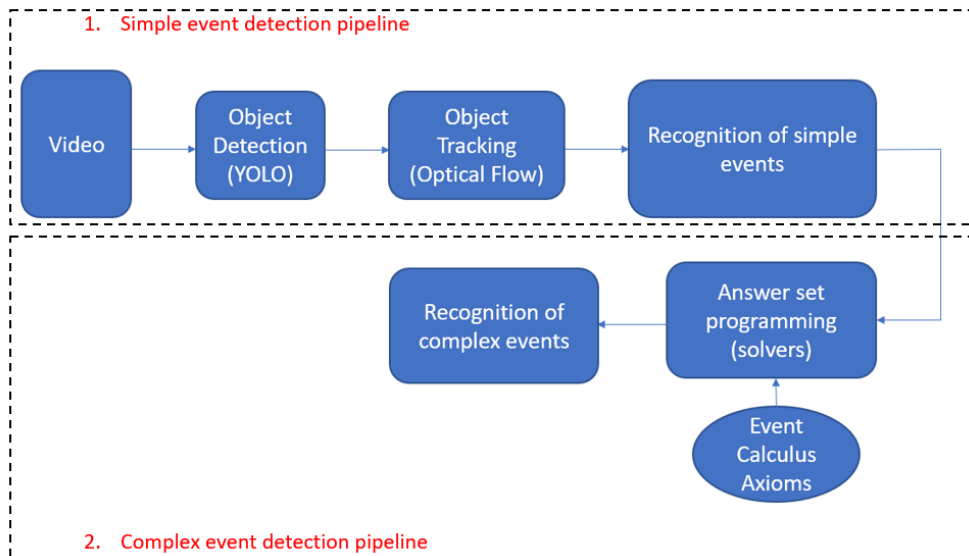 1. Simple event detection pipeline
Video
Object
Detection
(YOLO)
Object
Tracking
(Optical Flow)
Recognition of simple
events
Recognition of
complex events
Answer set
programming
(solvers)
Event
Calculus
Axioms
2. Complex event detection pipeline